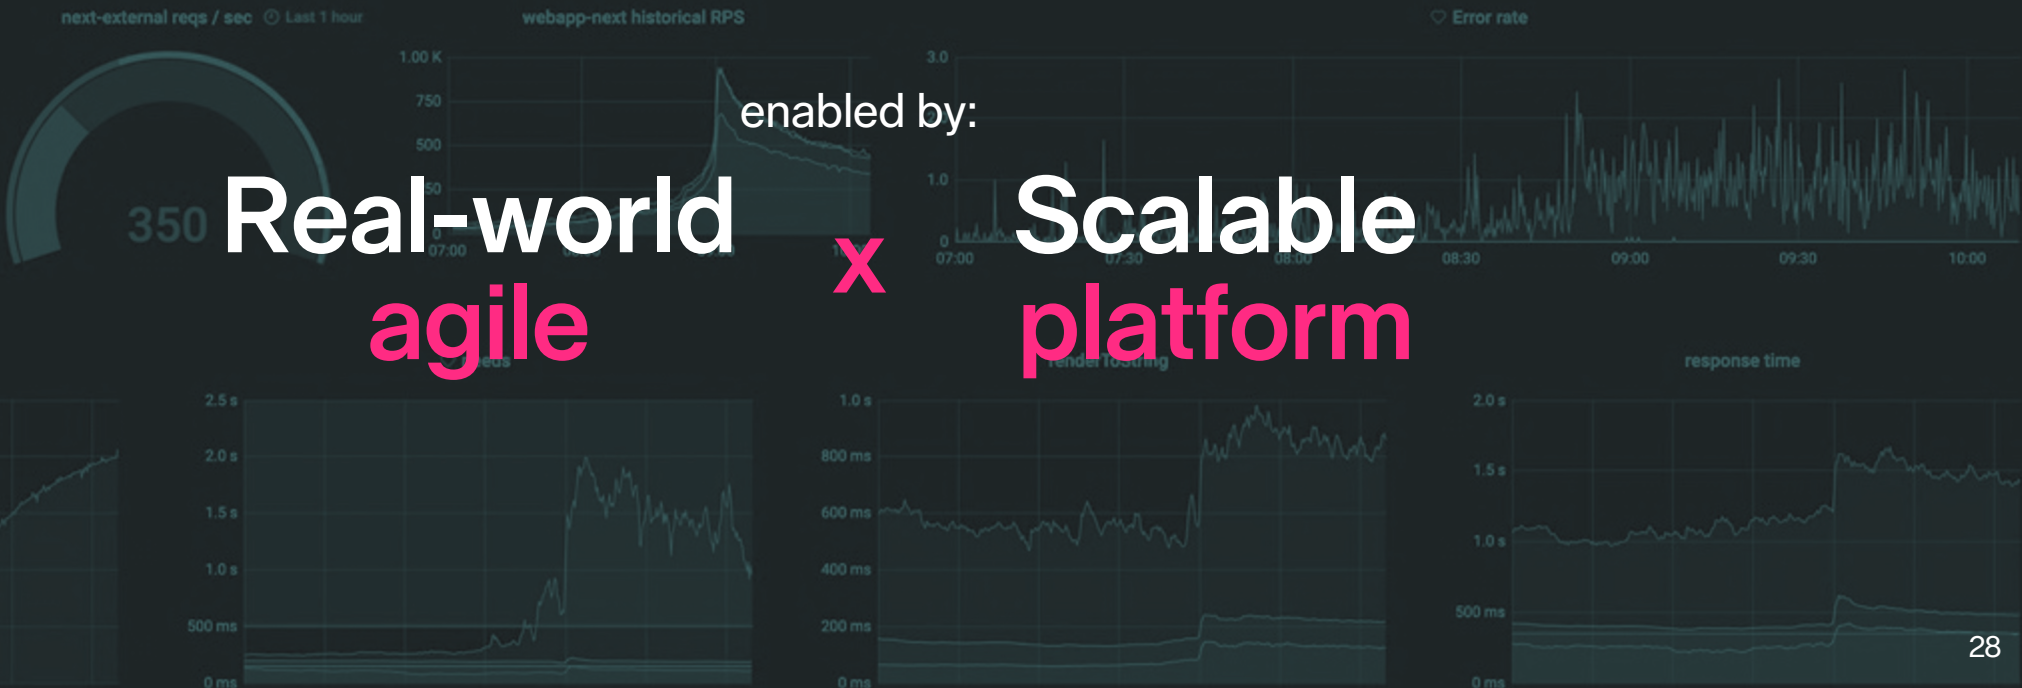 next-external reqs / sec Last 1 hour
webapp-next historical RPS
Error rate
1.00 K
750
500
3.0
1.0
0
enabled by:
350
Real-world
agile
x
Scalable
platform
07:00
07:00
07:30
08:00
08:30
09:00
09:30
10:00
renderToString
response time
2.5 s
2.0 s
1.5 s
1.0 s
500 ms
0 ms
1.0 s
800 ms
600 ms
400 ms
200 ms
0 ms
2.0 s
1.5 s
1.0 s
500 ms
0 ms
28